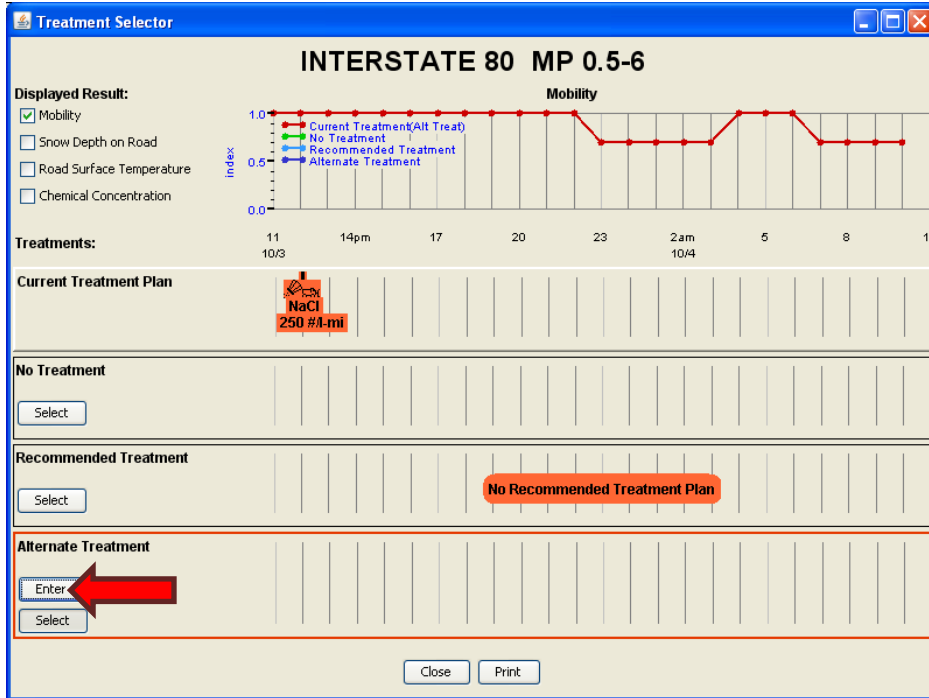 Treatment Selector
INTERSTATE 80 MP 0.5-6
Displayed Result:
Mobility
Snow Depth on Road
Road Surface Temperature
Chemical Concentration
Mobility
1.0
0.5
0.0
index
Current Treatment(Alt Treat)
No Treatment
Recommended Treatment
Alternate Treatment
Treatments:
11 14pm 17 20 23 2am 5 8 1
10/3 10/4
Current Treatment Plan
NaCl
250 #/l-mi
No Treatment
Select
Recommended Treatment
Select
No Recommended Treatment Plan
Alternate Treatment
Enter
Select
Close Print